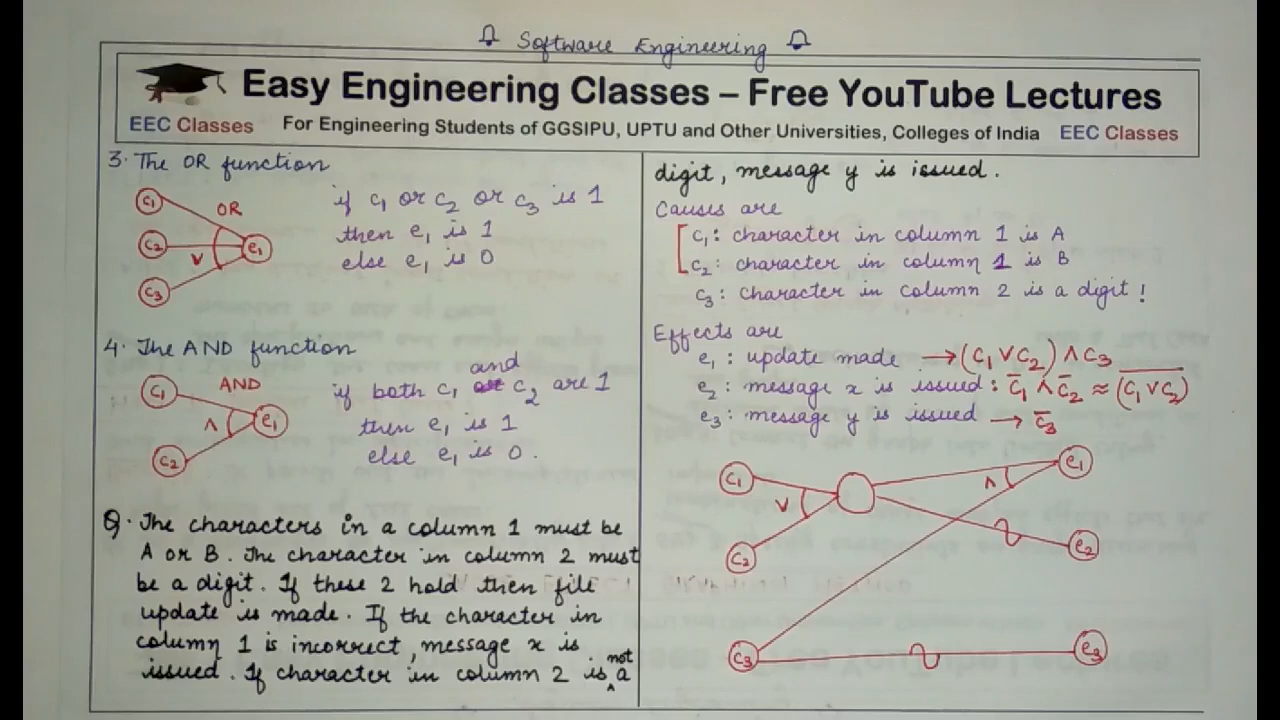 Software Engineering
Easy Engineering Classes – Free YouTube Lectures
EEC Classes For Engineering Students of GGSIPU, UPTU and Other Universities, Colleges of India EEC Classes
3. The OR function
C1
C2
C3
OR
V
e1
if C1 or C2 or C3 is 1
then e1 is 1
else e1 is 0
4. The AND function
C1
C2
AND
Λ
e1
if both C1 and C2 are 1
then e1 is 1
else e1 is 0.
Q. The characters in a column 1 must be
A or B. The character in column 2 must
be a digit. If these 2 hold then file
update is made. If the character in
column 1 is incorrect, message x is
issued. If character in column 2 is not a
digit, message y is issued.
Causes are
C1: character in column 1 is A
C2: character in column 1 is B
C3: character in column 2 is a digit!
Effects are
e1: update made → (C1 V C2) Λ C3
e2: message x is issued: C̅1 Λ C̅2 ≈ \overline{(C1 V C2)}
e3: message y is issued → C̅3
C1
V
C2
Λ
e1
e2
C3
e3